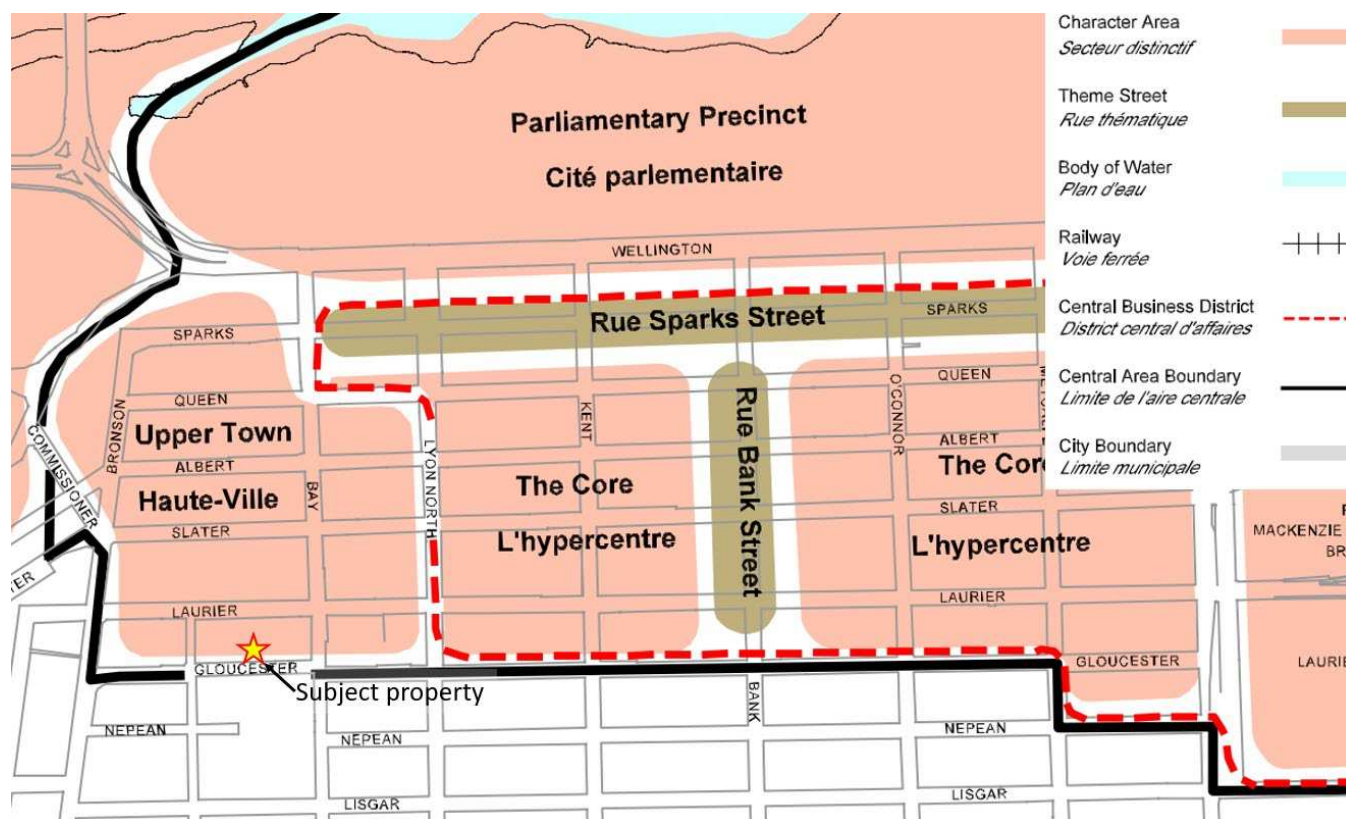 Character Area
Secteur distinctif
Theme Street
Rue thématique
Body of Water
Plan d'eau
Railway
Voie ferrée
Central Business District
District central d'affaires
Central Area Boundary
Limite de l'aire centrale
City Boundary
Limite municipale
Parliamentary Precinct
Cité parlementaire
WELLINGTON
Rue Sparks Street
SPARKS
SPARKS
QUEEN
QUEEN
BRONSON
Upper Town
ALBERT
Haute-Ville
SLATER
BAY
LYON NORTH
KENT
The Core
L'hypercentre
Rue Bank Street
O'CONNOR
ALBERT
The Core
SLATER
L'hypercentre
MACKENZIE
COMMISSIONER
LAURIER
LAURIER
LAURIE
GLOUCESTER
GLOUCESTER
Subject property
BANK
NEPEAN
NEPEAN
NEPEAN
LISGAR
LISGAR